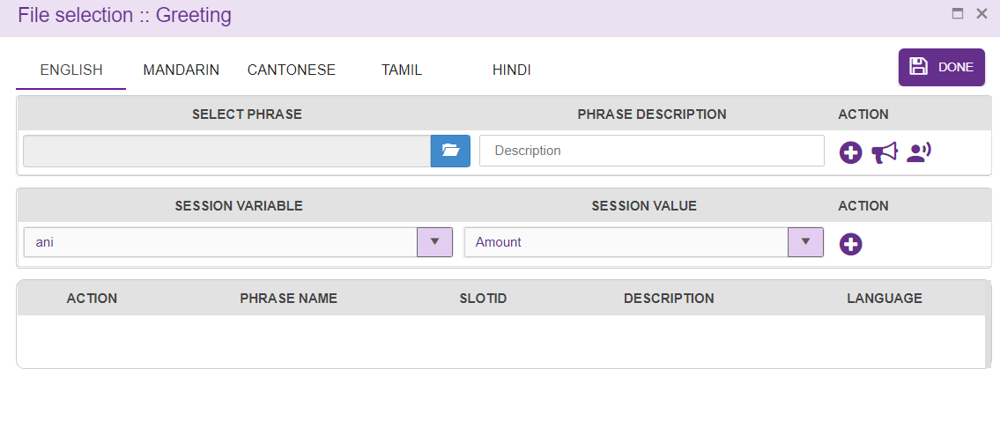 File selection :: Greeting
ENGLISH MANDARIN CANTONESE TAMIL HINDI DONE
SELECT PHRASE PHRASE DESCRIPTION ACTION
Description
SESSION VARIABLE SESSION VALUE ACTION
ani Amount
ACTION PHRASE NAME SLOTID DESCRIPTION LANGUAGE